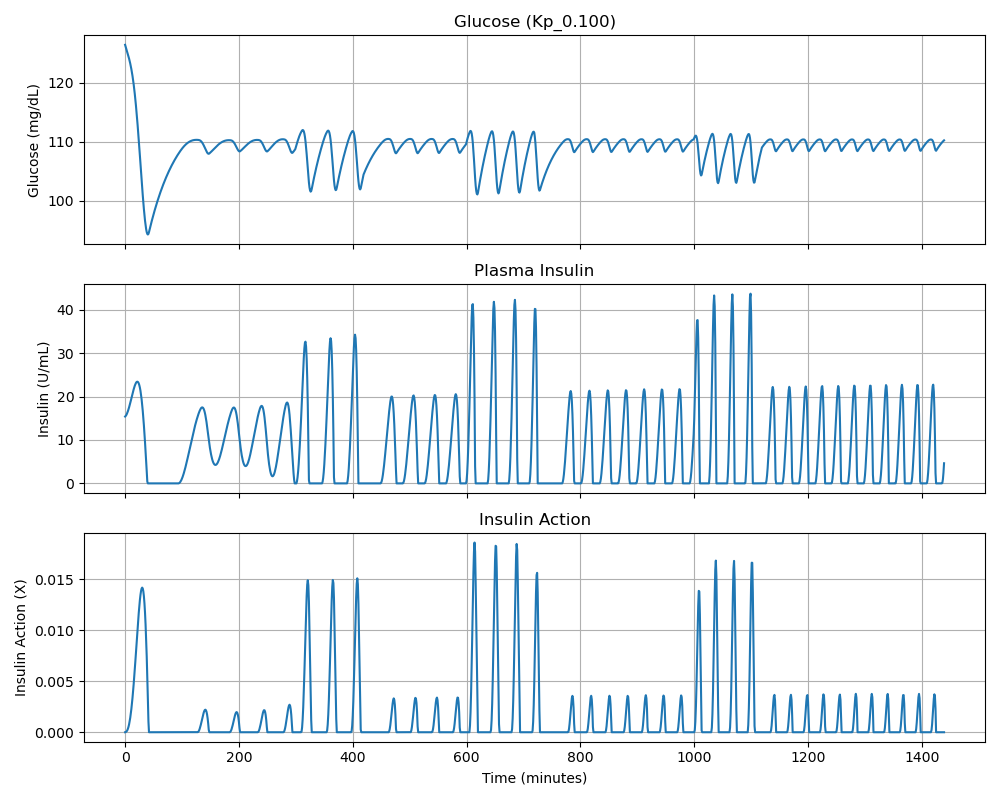 Glucose (Kp_0.100)
Glucose (mg/dL)
120
110
100
Plasma Insulin
Insulin (U/mL)
40
30
20
10
0
Insulin Action
Insulin Action (X)
0.015
0.010
0.005
0.000
0 200 400 600 800 1000 1200 1400
Time (minutes)